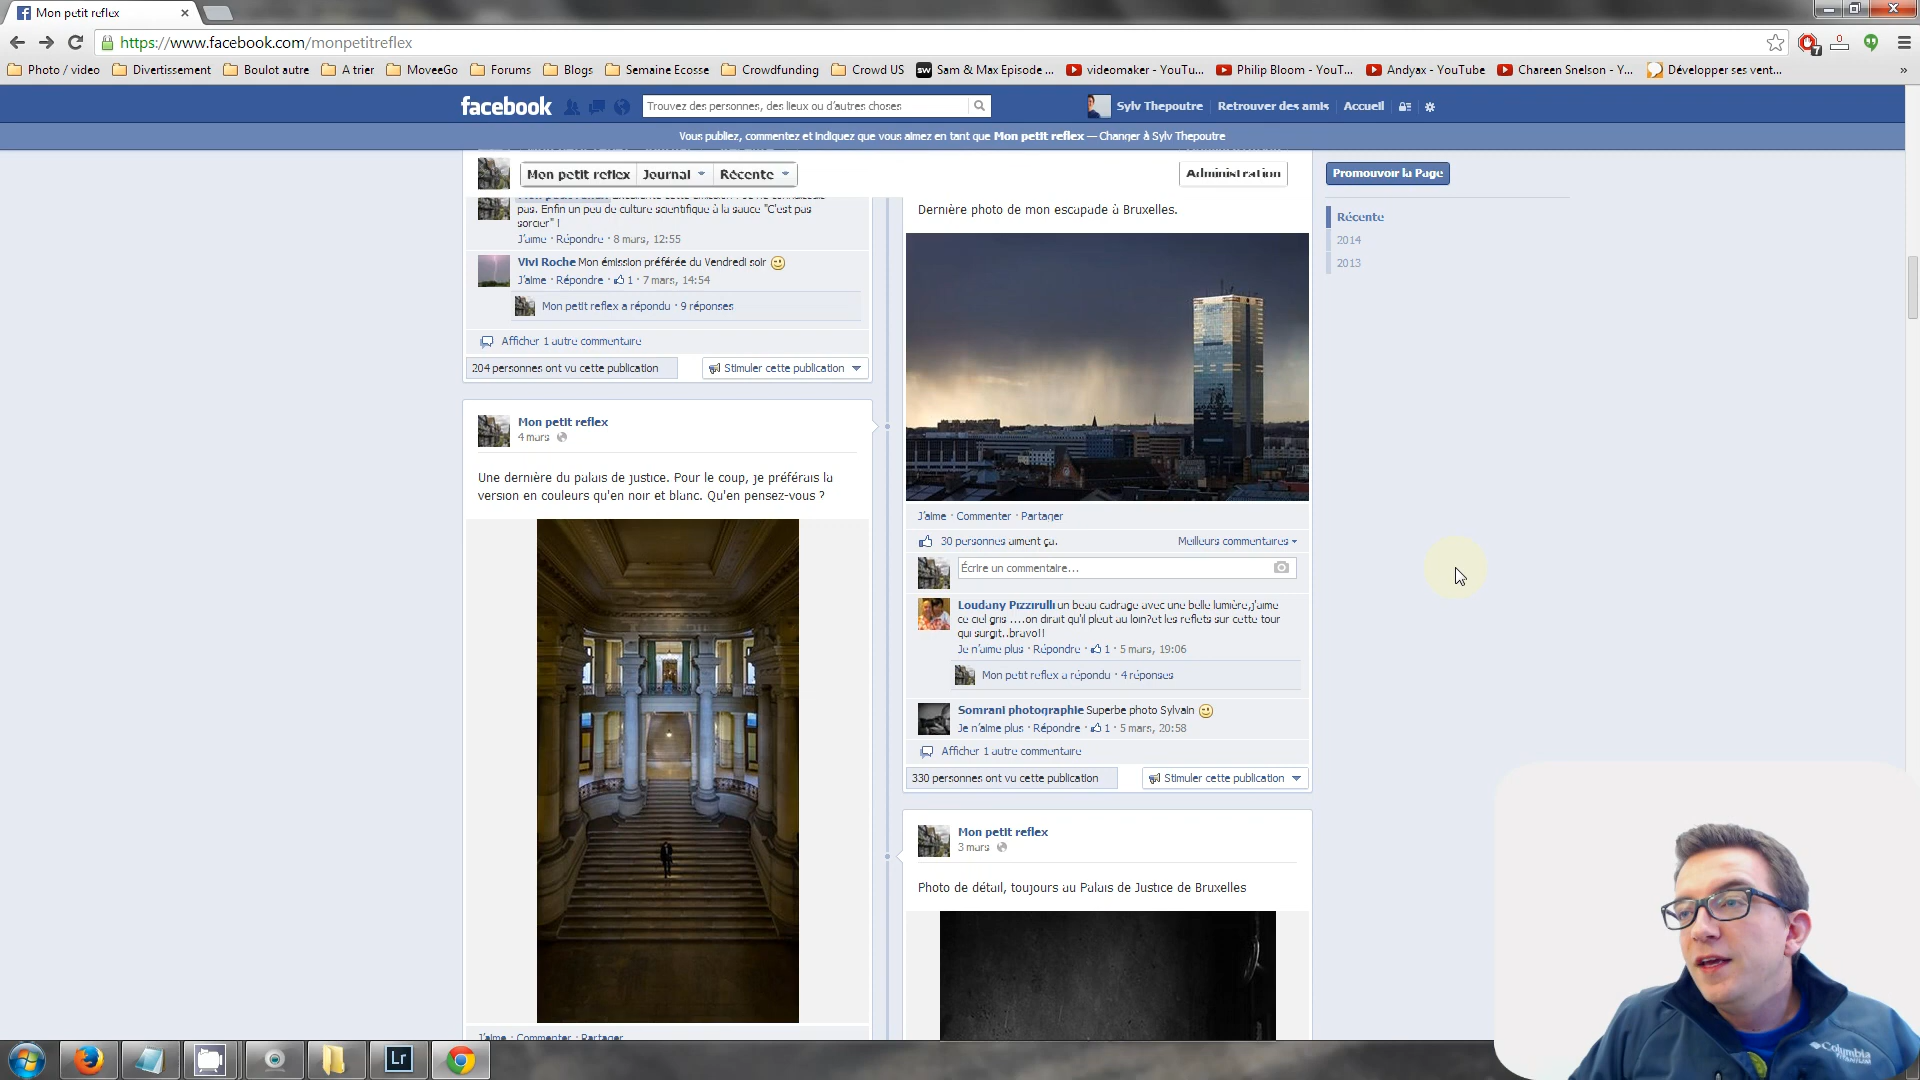 Mon petit reflex
https://www.facebook.com/monpetitreflex
Photo / video
Divertissement
Boulot autre
A trier
MoveeGo
Forums
Blogs
Semaine Ecosse
Crowdfunding
Crowd US
Sam & Max Episode ...
videomaker - YouTu...
Philip Bloom - YouT...
Andyax - YouTube
Chareen Snelson - Y...
Développer ses vent...
facebook
Trouvez des personnes, des lieux ou d'autres choses
Sylv Thepoutre
Retrouver des amis
Accueil
Vous publiez, commentez et indiquez que vous aimez en tant que Mon petit reflex — Changer à Sylv Thepoutre
Mon petit reflex
Journal
Récente
Administration
Promouvoir la Page
Récente
2014
2013
pas. Enfin un peu de culture scientifique à la sauce "C'est pas
sorcier" !
J'aime · Répondre · 8 mars, 12:55
Vivi Roche Mon émission préférée du Vendredi soir
J'aime · Répondre · 1 · 7 mars, 14:54
Mon petit reflex a répondu · 9 réponses
Afficher 1 autre commentaire
204 personnes ont vu cette publication
Stimuler cette publication
Mon petit reflex
4 mars
Une dernière du palais de justice. Pour le coup, je préférais la
version en couleurs qu'en noir et blanc. Qu'en pensez-vous ?
J'aime · Commenter · Partager
Dernière photo de mon escapade à Bruxelles.
J'aime · Commenter · Partager
30 personnes aiment ça.
Meilleurs commentaires
Écrire un commentaire...
Loudany Pizzirulli un beau cadrage avec une belle lumière,j'aime
ce ciel gris ....on dirait qu'il pleut au loin?et les reflets sur cette tour
qui surgit..bravo!!
Je n'aime plus · Répondre · 1 · 5 mars, 19:06
Mon petit reflex a répondu · 4 réponses
Somrani photographie Superbe photo Sylvain
Je n'aime plus · Répondre · 1 · 5 mars, 20:58
Afficher 1 autre commentaire
330 personnes ont vu cette publication
Stimuler cette publication
Mon petit reflex
3 mars
Photo de détail, toujours au Palais de Justice de Bruxelles
Lr
Columbia
TITANIUM